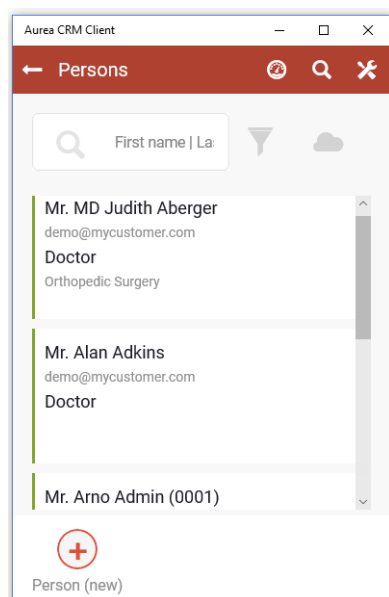 Aurea CRM Client
Persons
First name | La
Mr. MD Judith Aberger
demo@mycustomer.com
Doctor
Orthopedic Surgery
Mr. Alan Adkins
demo@mycustomer.com
Doctor
Mr. Arno Admin (0001)
Person (new)